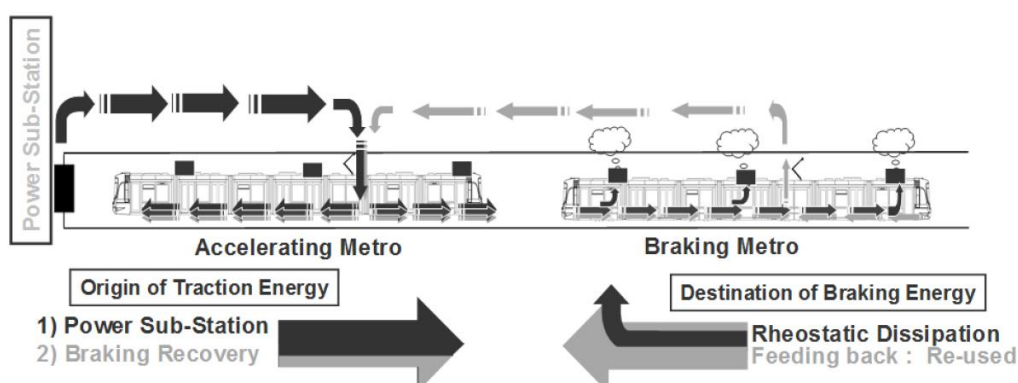 Power Sub-Station
Accelerating Metro
Braking Metro
Origin of Traction Energy
1) Power Sub-Station
2) Braking Recovery
Destination of Braking Energy
Rheostatic Dissipation
Feeding back : Re-used